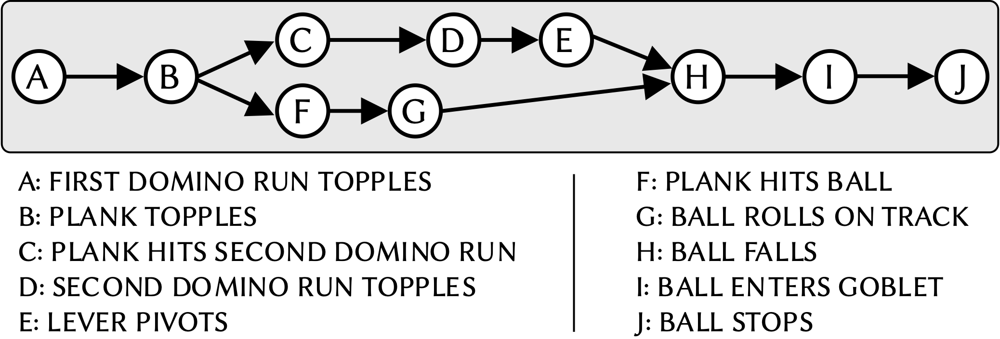 C D E
A B H I J
F G
A: FIRST DOMINO RUN TOPPLES
B: PLANK TOPPLES
C: PLANK HITS SECOND DOMINO RUN
D: SECOND DOMINO RUN TOPPLES
E: LEVER PIVOTS
F: PLANK HITS BALL
G: BALL ROLLS ON TRACK
H: BALL FALLS
I: BALL ENTERS GOBLET
J: BALL STOPS